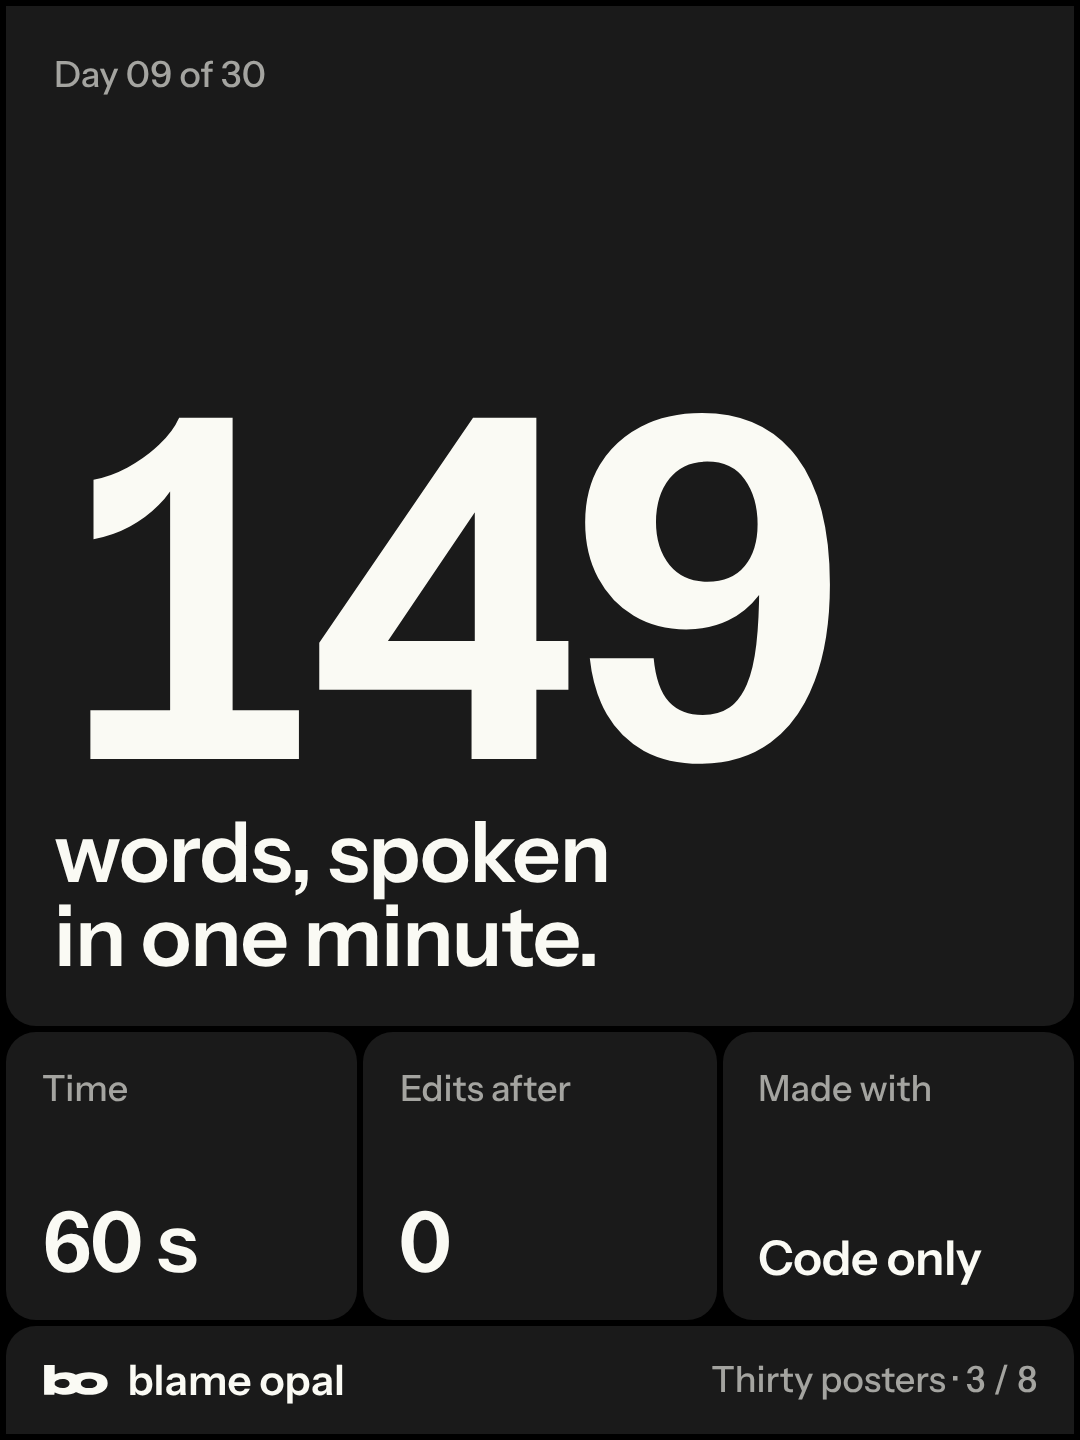 Day 09 of 30
149
words, spoken
in one minute.
Time
60 s
Edits after
0
Made with
Code only
bo blame opal
Thirty posters · 3 / 8